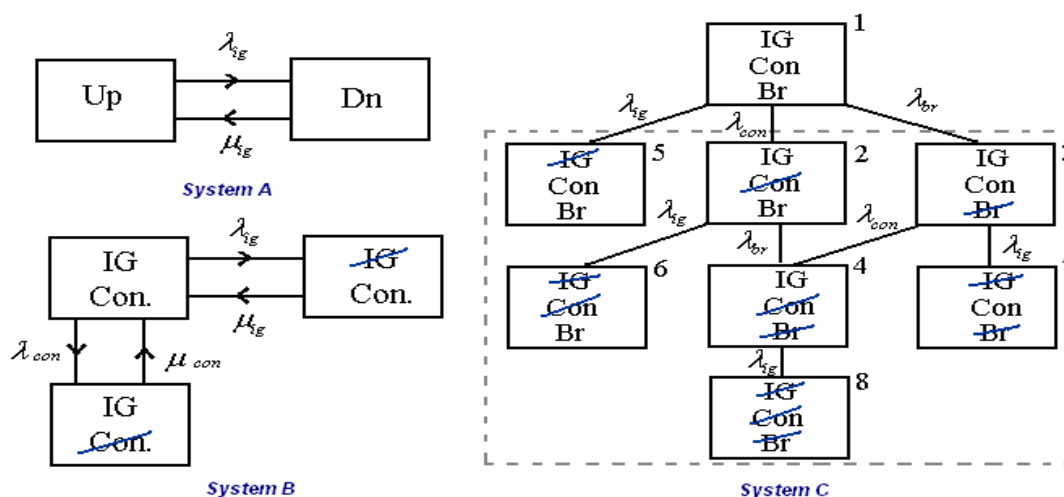 λig
Up
Dn
μig
System A
λig
IG
Con.
IG
Con.
μig
λcon
μcon
IG
Con.
System B
1
IG
Con
Br
λig
λcon
λbr
5
IG
Con
Br
2
IG
Con
Br
IG
Con
Br
λig
λbr
λcon
λig
6
IG
Con
Br
4
IG
Con
Br
IG
Con
Br
λig
8
IG
Con
Br
System C